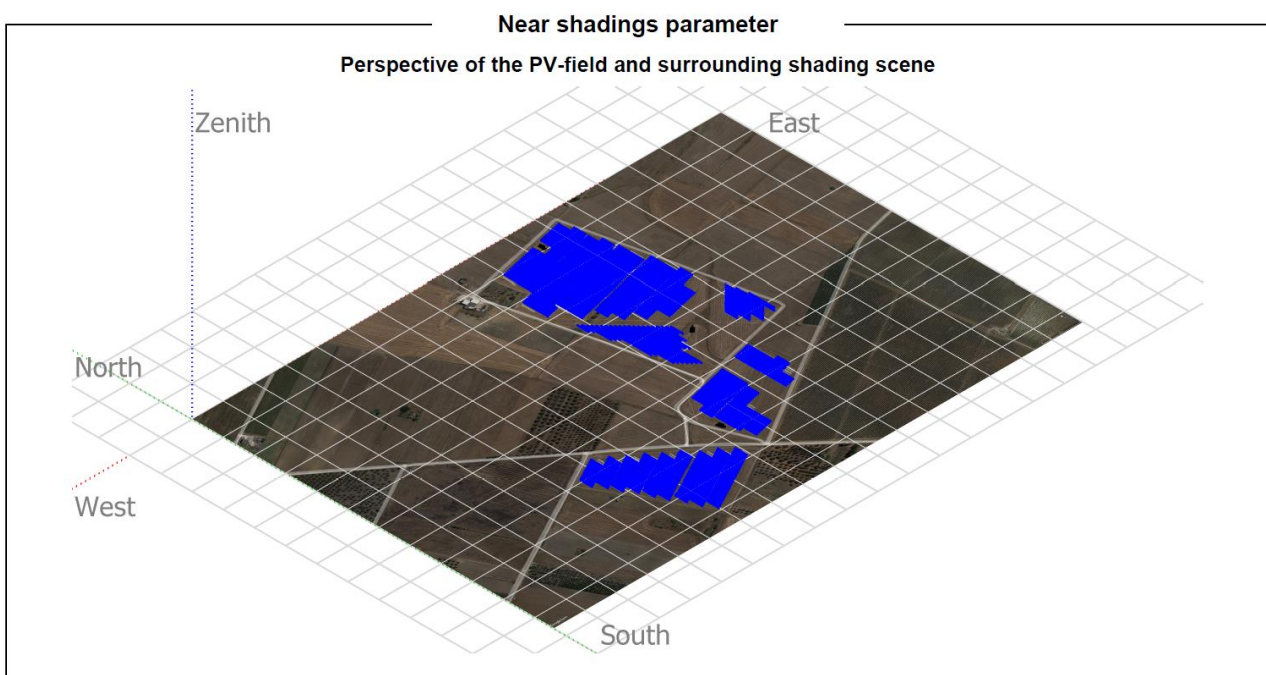 Near shadings parameter
Perspective of the PV-field and surrounding shading scene
Zenith
East
North
West
South